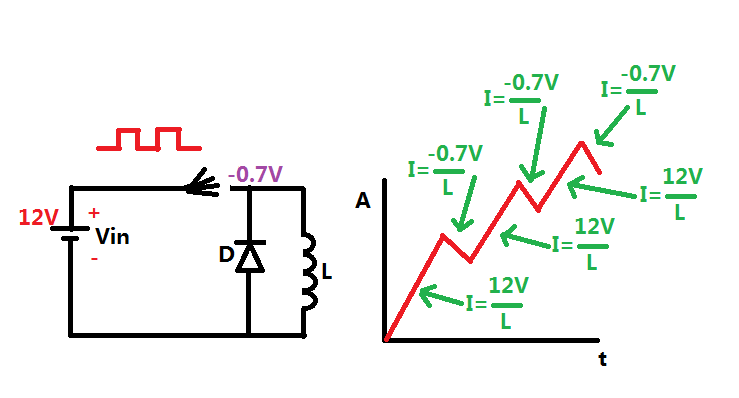 -0.7V
12V
+
Vin
-
D
L
A
I=-0.7V/L
I=-0.7V/L
I=-0.7V/L
I=12V/L
I=12V/L
I=12V/L
t